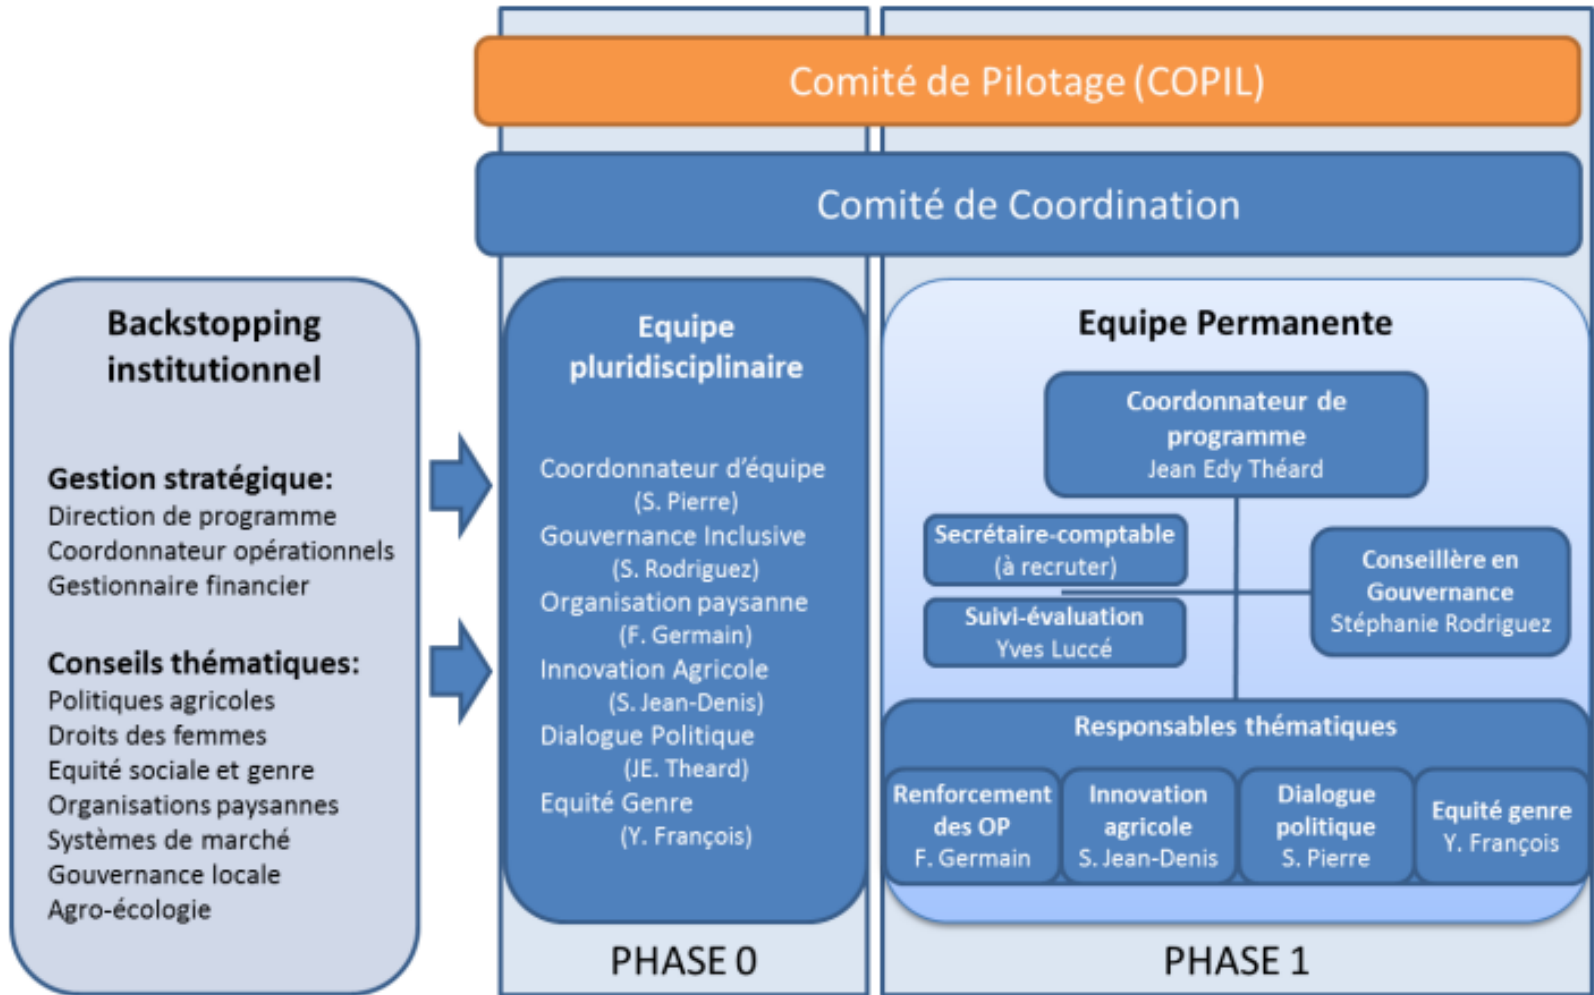 Comité de Pilotage (COPIL)
Comité de Coordination
Backstopping
institutionnel
Gestion stratégique:
Direction de programme
Coordonnateur opérationnels
Gestionnaire financier
Conseils thématiques:
Politiques agricoles
Droits des femmes
Equité sociale et genre
Organisations paysannes
Systèmes de marché
Gouvernance locale
Agro-écologie
Equipe
pluridisciplinaire
Coordonnateur d'équipe
(S. Pierre)
Gouvernance Inclusive
(S. Rodriguez)
Organisation paysanne
(F. Germain)
Innovation Agricole
(S. Jean-Denis)
Dialogue Politique
(JE. Theard)
Equité Genre
(Y. François)
PHASE 0
Equipe Permanente
Coordonnateur de
programme
Jean Edy Théard
Secrétaire-comptable
(à recruter)
Suivi-évaluation
Yves Luccé
Conseillère en
Gouvernance
Stéphanie Rodriguez
Responsables thématiques
Renforcement
des OP
F. Germain
Innovation
agricole
S. Jean-Denis
Dialogue
politique
S. Pierre
Equité genre
Y. François
PHASE 1